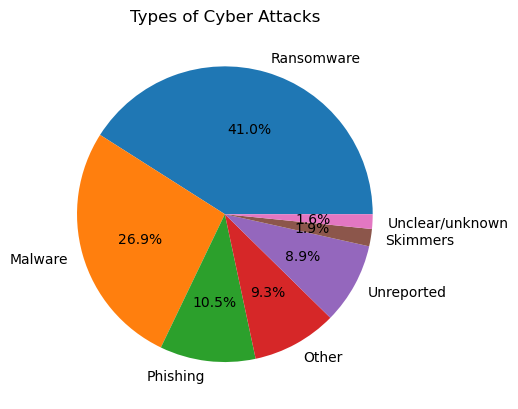 Types of Cyber Attacks
Ransomware
41.0%
Malware
26.9%
Phishing
10.5%
Other
9.3%
Unreported
8.9%
Skimmers
1.9%
Unclear/unknown
1.6%